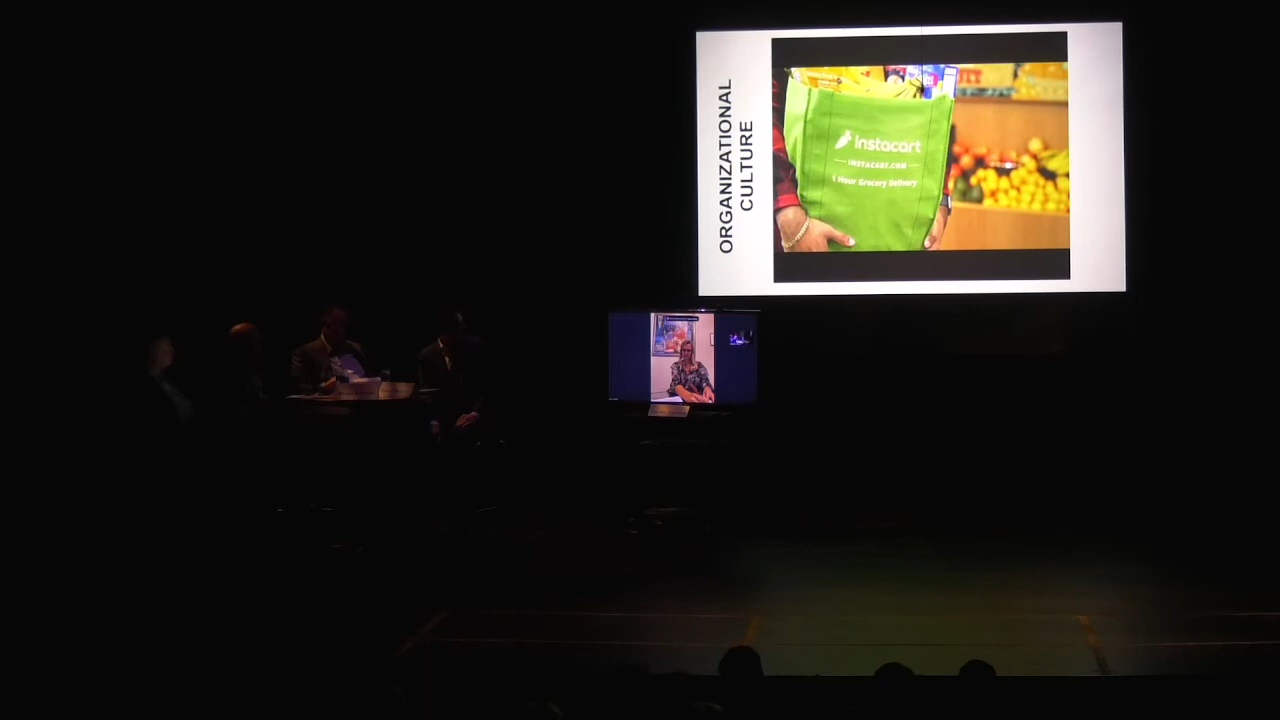 ORGANIZATIONAL
CULTURE
instacart
INSTACART.COM
1 Hour Grocery Delivery